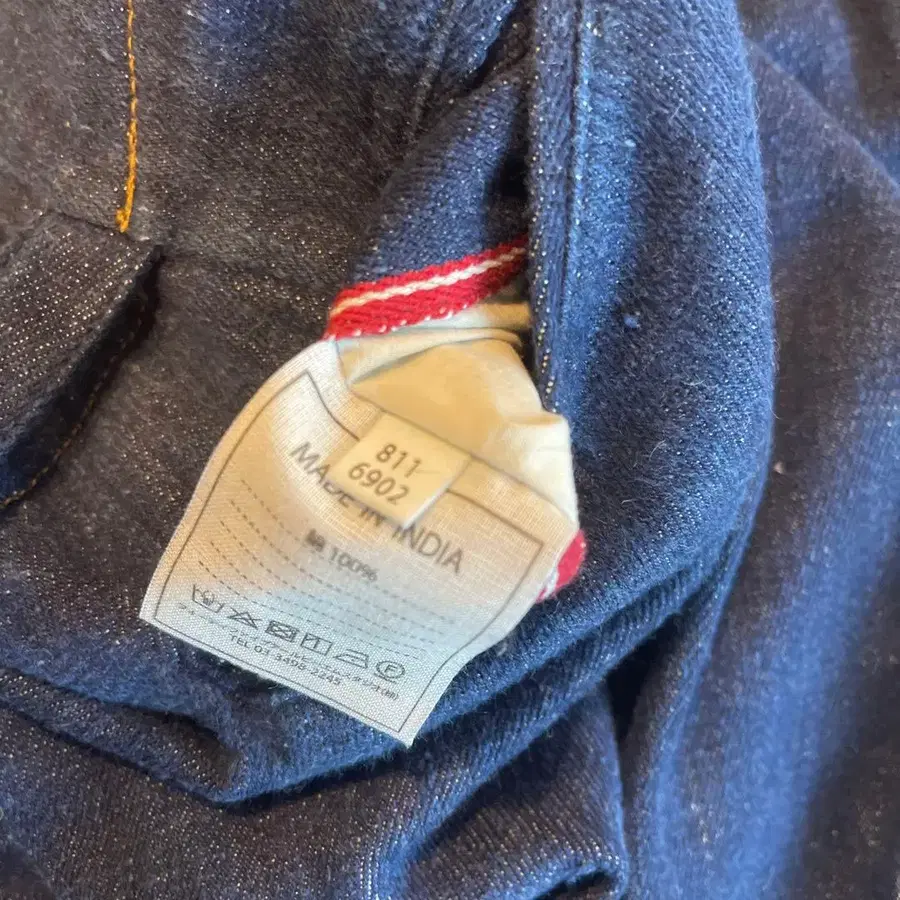 811
6902
MADE IN INDIA
綿 100%
TEL 03 3498-2245